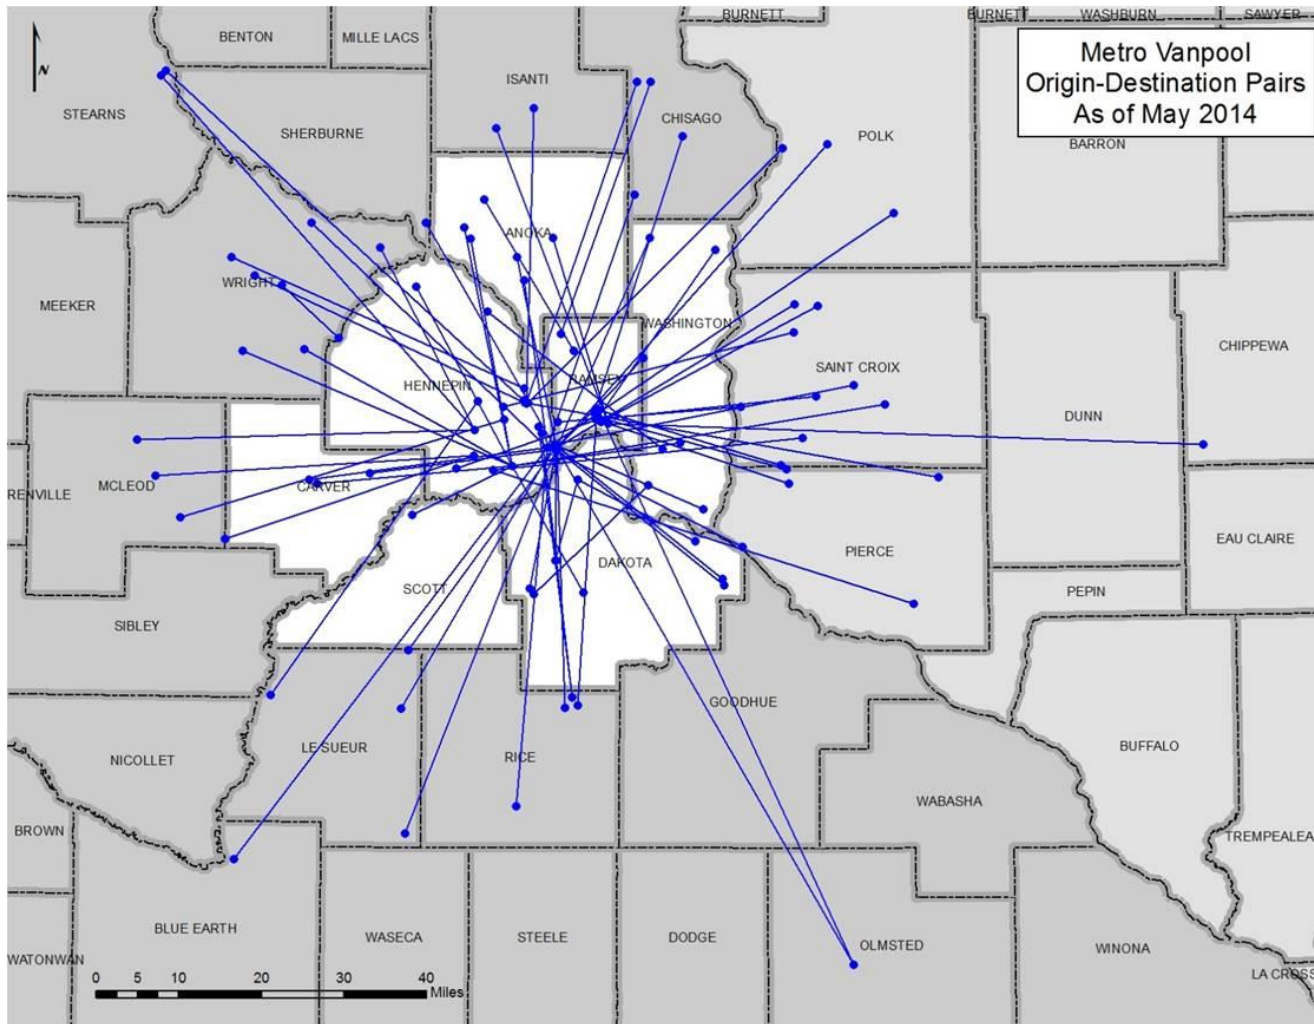 BURNETT
BURNETT
WASHBURN
SAWYER
BENTON
MILLE LACS
N
Metro Vanpool
Origin-Destination Pairs
As of May 2014
ISANTI
STEARNS
SHERBURNE
CHISAGO
POLK
BARRON
ANOKA
WRIGHT
MEEKER
WASHINGTON
CHIPPEWA
SAINT CROIX
HENNEPIN
RAMSEY
DUNN
RENVILLE
MCLEOD
CARVER
EAU CLAIRE
PIERCE
DAKOTA
SCOTT
PEPIN
SIBLEY
GOODHUE
LE SUEUR
BUFFALO
RICE
NICOLLET
WABASHA
BROWN
TREMPEALEA
BLUE EARTH
WASECA
STEELE
DODGE
OLMSTED
WINONA
WATONWAN
LA CROSS
0 5 10 20 30 40
Miles